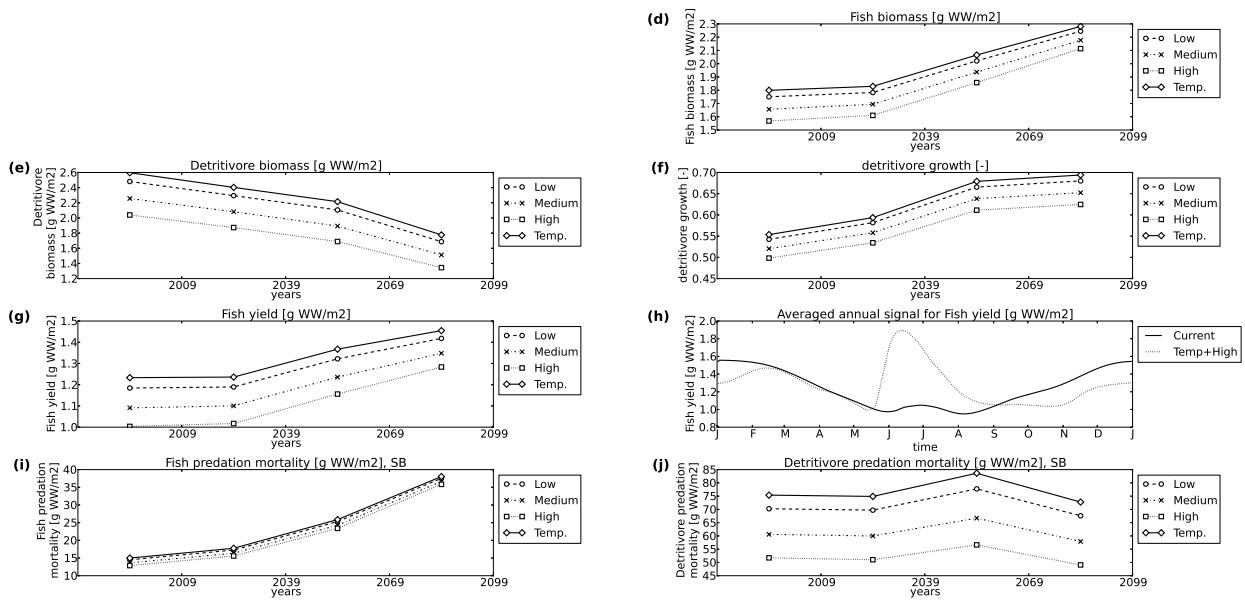 (d)
Fish biomass [g WW/m2]
Fish biomass [g WW/m2]
2.3
2.2
2.1
2.0
1.9
1.8
1.7
1.6
1.5
2009 2039 2069 2099
years
Low
Medium
High
Temp.
(e)
Detritivore biomass [g WW/m2]
Detritivore
biomass [g WW/m2]
2.6
2.4
2.2
2.0
1.8
1.6
1.4
1.2
2009 2039 2069 2099
years
Low
Medium
High
Temp.
(f)
detritivore growth [-]
detritivore growth [-]
0.70
0.65
0.60
0.55
0.50
0.45
2009 2039 2069 2099
years
Low
Medium
High
Temp.
(g)
Fish yield [g WW/m2]
Fish yield [g WW/m2]
1.5
1.4
1.3
1.2
1.1
1.0
2009 2039 2069 2099
years
Low
Medium
High
Temp.
(h)
Averaged annual signal for Fish yield [g WW/m2]
Fish yield [g WW/m2]
2.0
1.8
1.6
1.4
1.2
1.0
0.8
J F M A M J J A S O N D J
time
Current
Temp+High
(i)
Fish predation mortality [g WW/m2], SB
Fish predation
mortality [g WW/m2]
40
35
30
25
20
15
10
2009 2039 2069 2099
years
Low
Medium
High
Temp.
(j)
Detritivore predation mortality [g WW/m2], SB
Detritivore predation
mortality [g WW/m2]
85
80
75
70
65
60
55
50
45
2009 2039 2069 2099
years
Low
Medium
High
Temp.